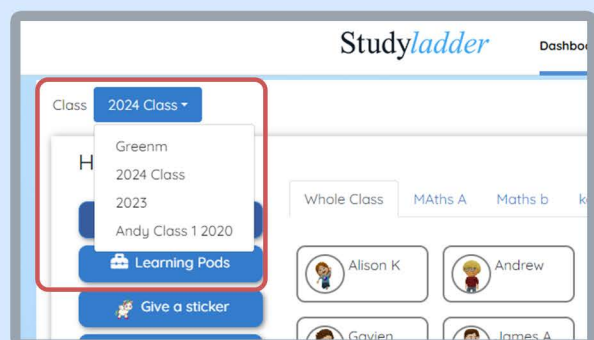 Studyladder
Dashboa
Class 2024 Class
Greenm
2024 Class
2023
Andy Class 1 2020
H
Whole Class MAths A Maths b k
Learning Pods
Alison K Andrew
Give a sticker
Gavien James A